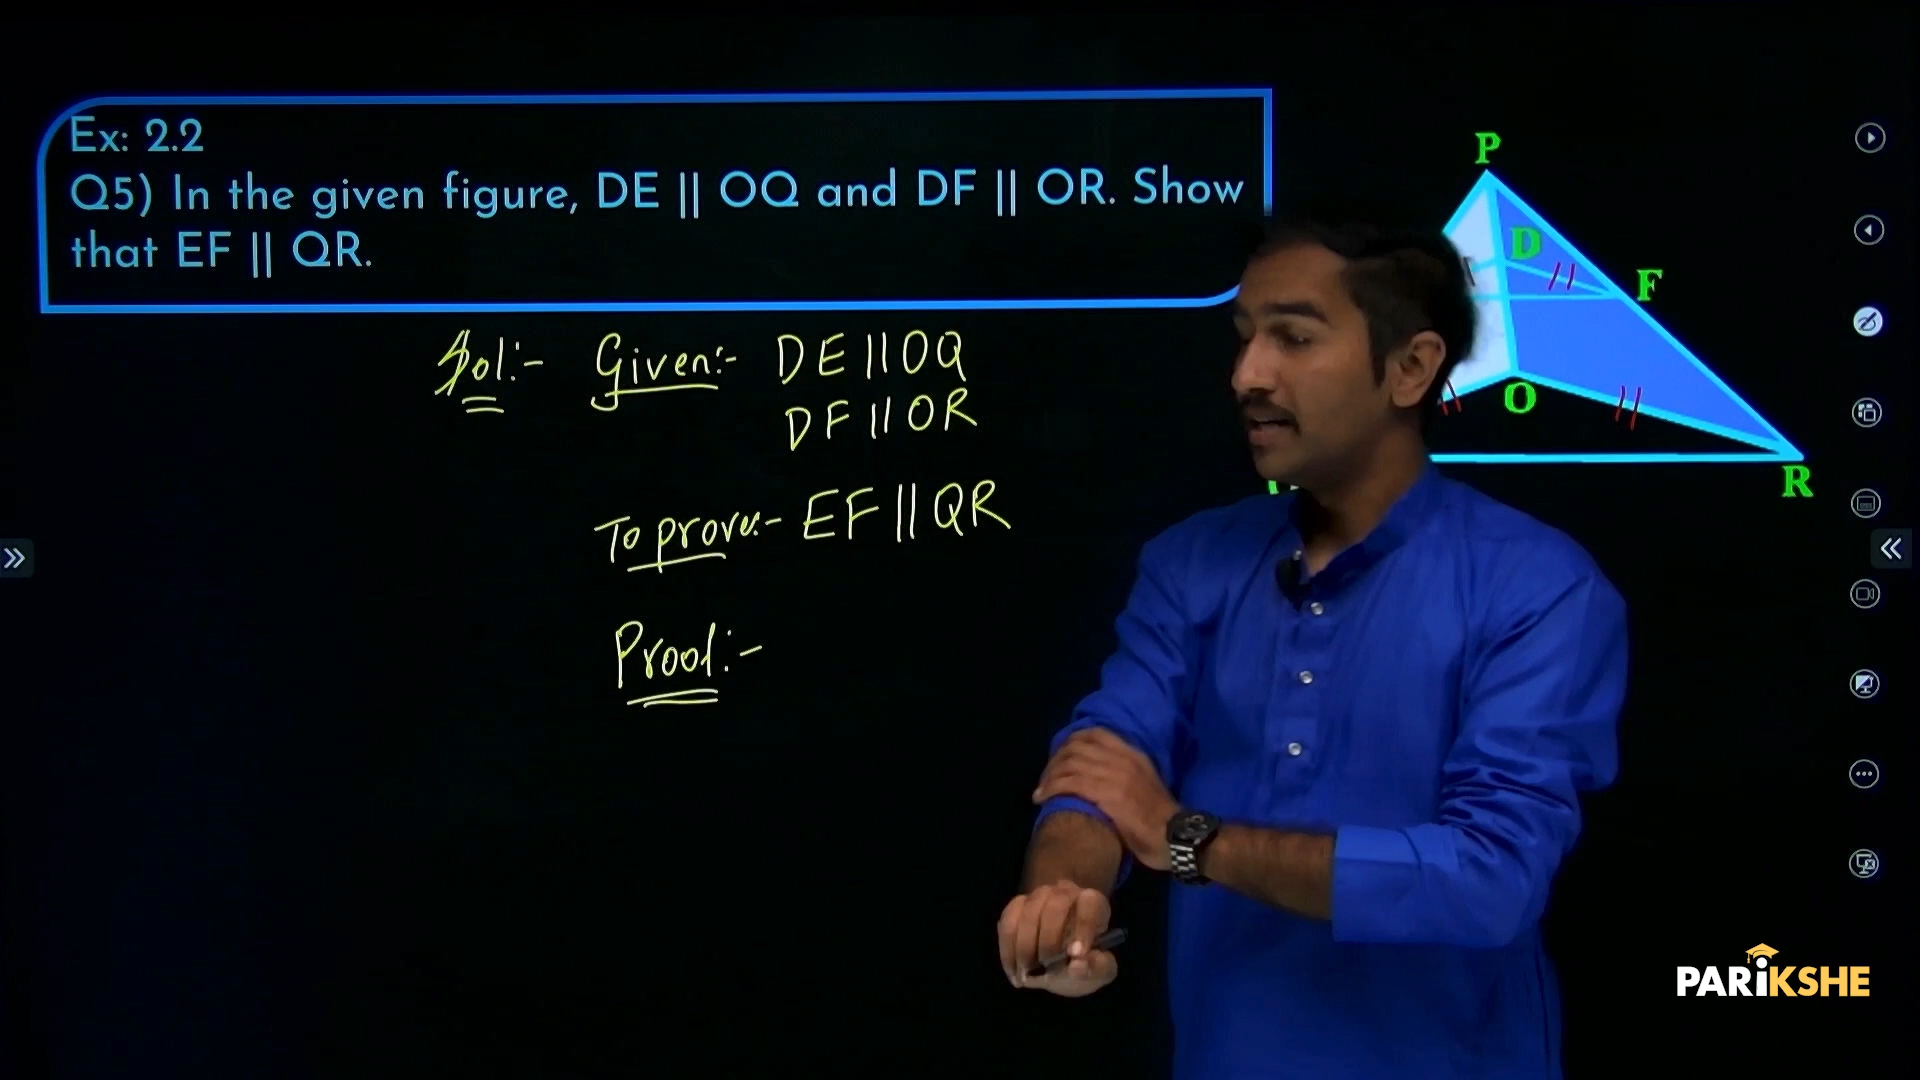 Ex: 2.2
Q5) In the given figure, DE || OQ and DF || OR. Show
that EF || QR.
Sol:- Given:- DE || OQ
DF || OR
To prove:- EF || QR
Proof:-
P
D
F
O
R
PARiKSHE